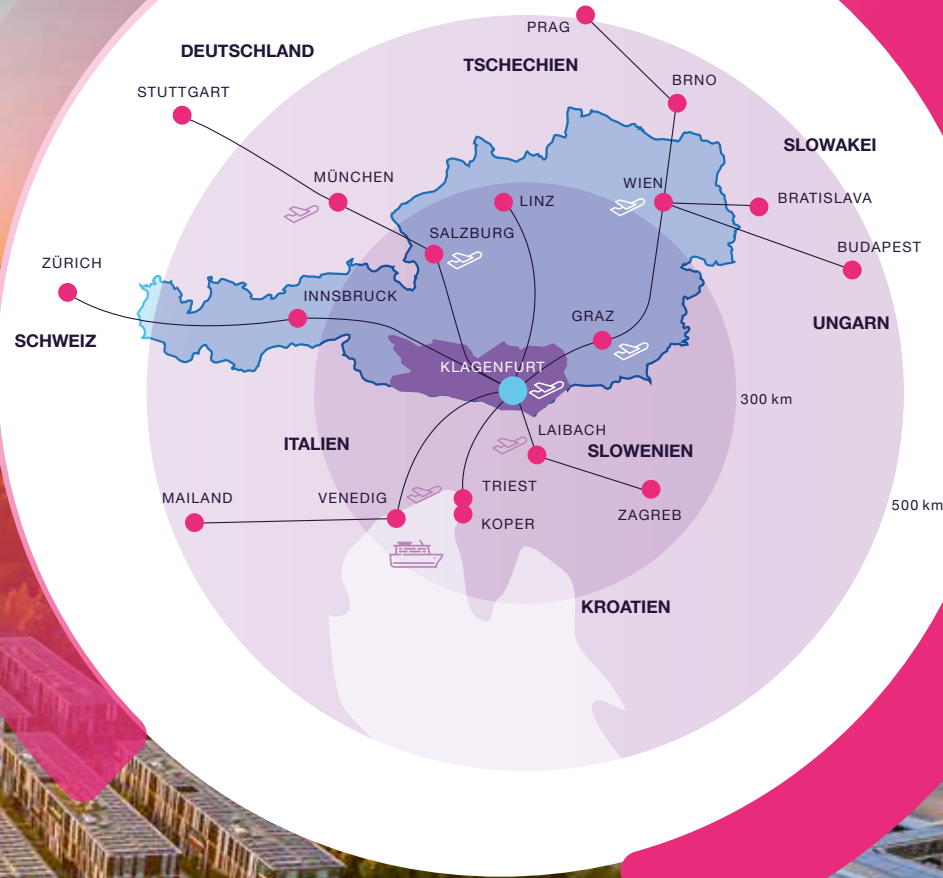 PRAG
DEUTSCHLAND
TSCHECHIEN
BRNO
STUTTGART
SLOWAKEI
MÜNCHEN
WIEN
BRATISLAVA
LINZ
SALZBURG
BUDAPEST
ZÜRICH
INNSBRUCK
GRAZ
UNGARN
SCHWEIZ
KLAGENFURT
300 km
LAIBACH
ITALIEN
SLOWENIEN
MAILAND
VENEDIG
TRIEST
500 km
ZAGREB
KOPER
KROATIEN